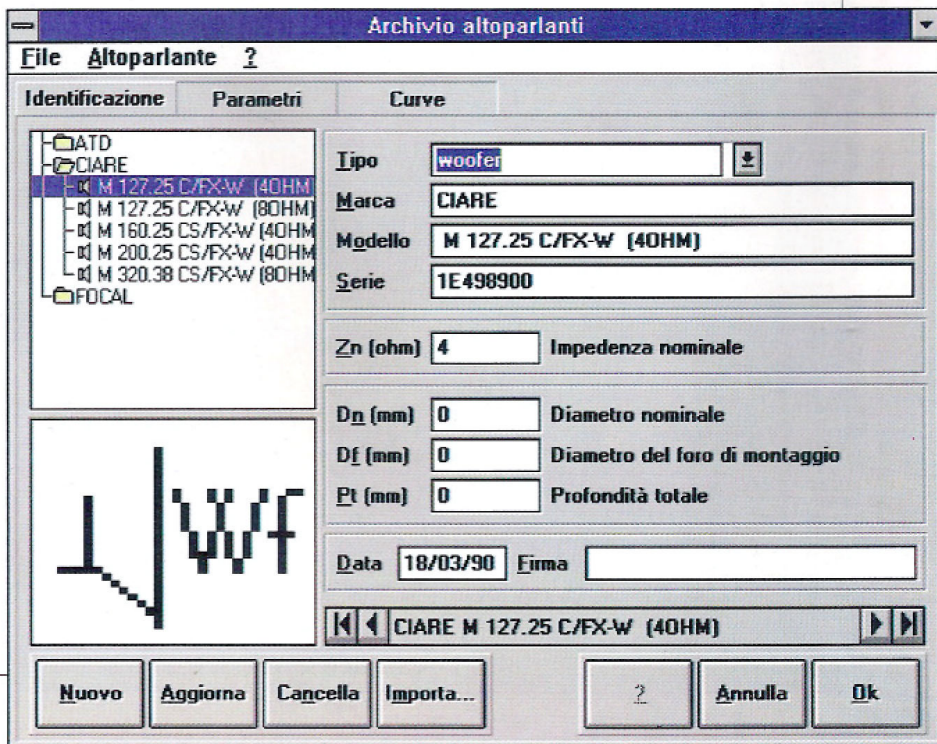 Archivio altoparlanti
File Altoparlante ?
Identificazione Parametri Curve
ATD
CIARE
M 127.25 C/FX-W (4OHM
M 127.25 C/FX-W (8OHM)
M 160.25 CS/FX-W (4OHM
M 200.25 CS/FX-W (4OHM
M 320.38 CS/FX-W (8OHM
FOCAL
Wf
Tipo woofer
Marca CIARE
Modello M 127.25 C/FX-W (4OHM)
Serie 1E498900
Zn (ohm) 4 Impedenza nominale
Dn (mm) 0 Diametro nominale
Df (mm) 0 Diametro del foro di montaggio
Pt (mm) 0 Profondità totale
Data 18/03/90 Firma
CIARE M 127.25 C/FX-W (4OHM)
Nuovo Aggiorna Cancella Importa... ? Annulla Ok